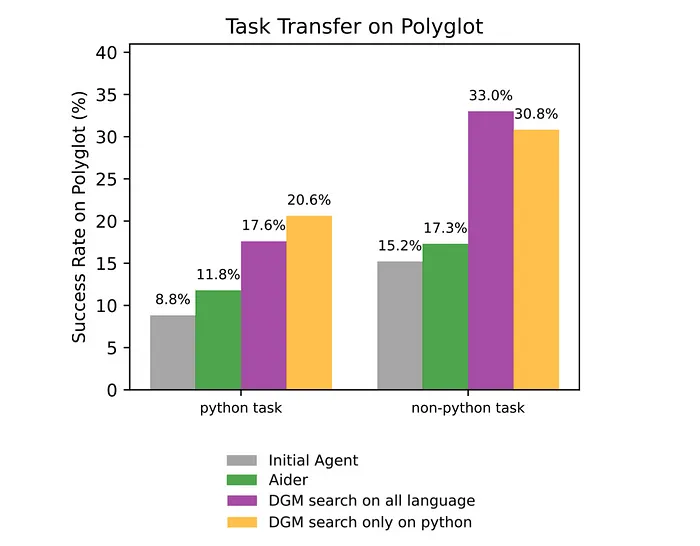 Task Transfer on Polyglot
Success Rate on Polyglot (%)
40
35
30
25
20
15
10
5
0
8.8%
11.8%
17.6%
20.6%
15.2%
17.3%
33.0%
30.8%
python task
non-python task
Initial Agent
Aider
DGM search on all language
DGM search only on python